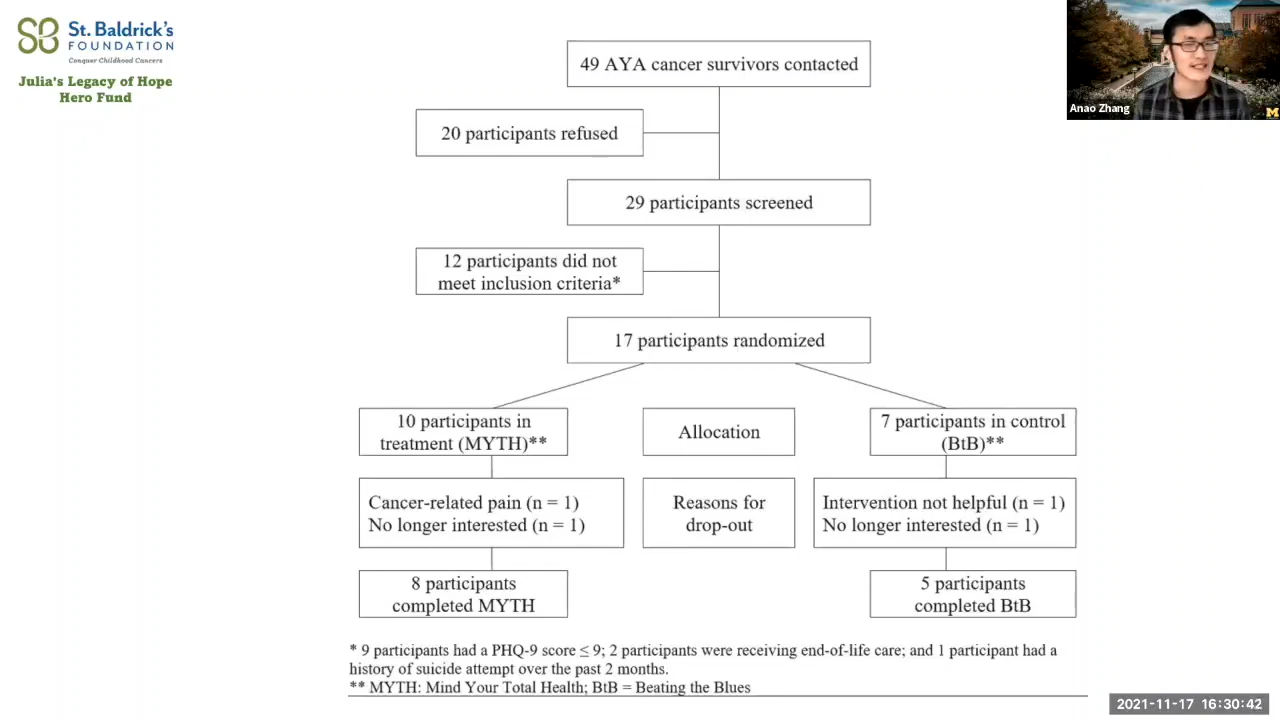 St. Baldrick's
FOUNDATION
Conquer Childhood Cancers
Julia's Legacy of Hope
Hero Fund
Anao Zhang
M
49 AYA cancer survivors contacted
20 participants refused
29 participants screened
12 participants did not
meet inclusion criteria*
17 participants randomized
10 participants in
treatment (MYTH)**
Allocation
7 participants in control
(BtB)**
Cancer-related pain (n = 1)
No longer interested (n = 1)
Reasons for
drop-out
Intervention not helpful (n = 1)
No longer interested (n = 1)
8 participants
completed MYTH
5 participants
completed BtB
* 9 participants had a PHQ-9 score ≤ 9; 2 participants were receiving end-of-life care; and 1 participant had a
history of suicide attempt over the past 2 months.
** MYTH: Mind Your Total Health; BtB = Beating the Blues
2021-11-17 16:30:42